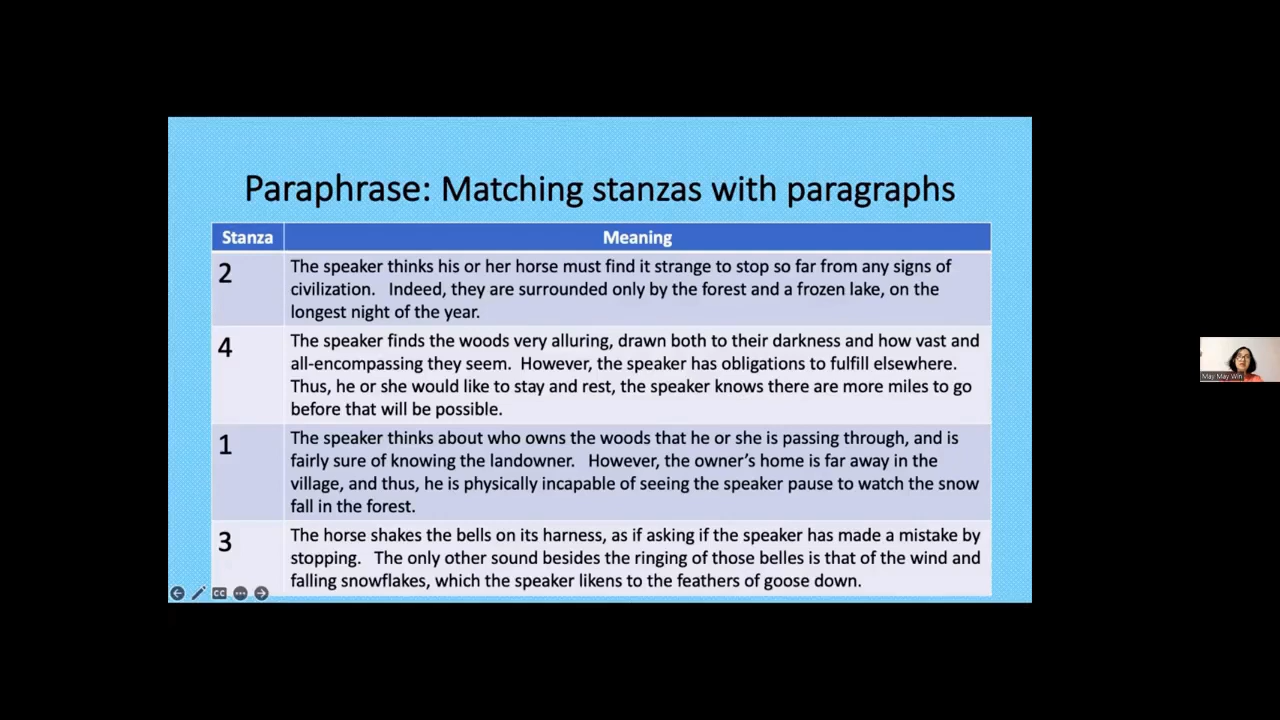 Paraphrase: Matching stanzas with paragraphs
Stanza
Meaning
2
The speaker thinks his or her horse must find it strange to stop so far from any signs of
civilization. Indeed, they are surrounded only by the forest and a frozen lake, on the
longest night of the year.
4
The speaker finds the woods very alluring, drawn both to their darkness and how vast and
all-encompassing they seem. However, the speaker has obligations to fulfill elsewhere.
Thus, he or she would like to stay and rest, the speaker knows there are more miles to go
before that will be possible.
1
The speaker thinks about who owns the woods that he or she is passing through, and is
fairly sure of knowing the landowner. However, the owner's home is far away in the
village, and thus, he is physically incapable of seeing the speaker pause to watch the snow
fall in the forest.
3
The horse shakes the bells on its harness, as if asking if the speaker has made a mistake by
stopping. The only other sound besides the ringing of those belles is that of the wind and
falling snowflakes, which the speaker likens to the feathers of goose down.
CC
May May Win